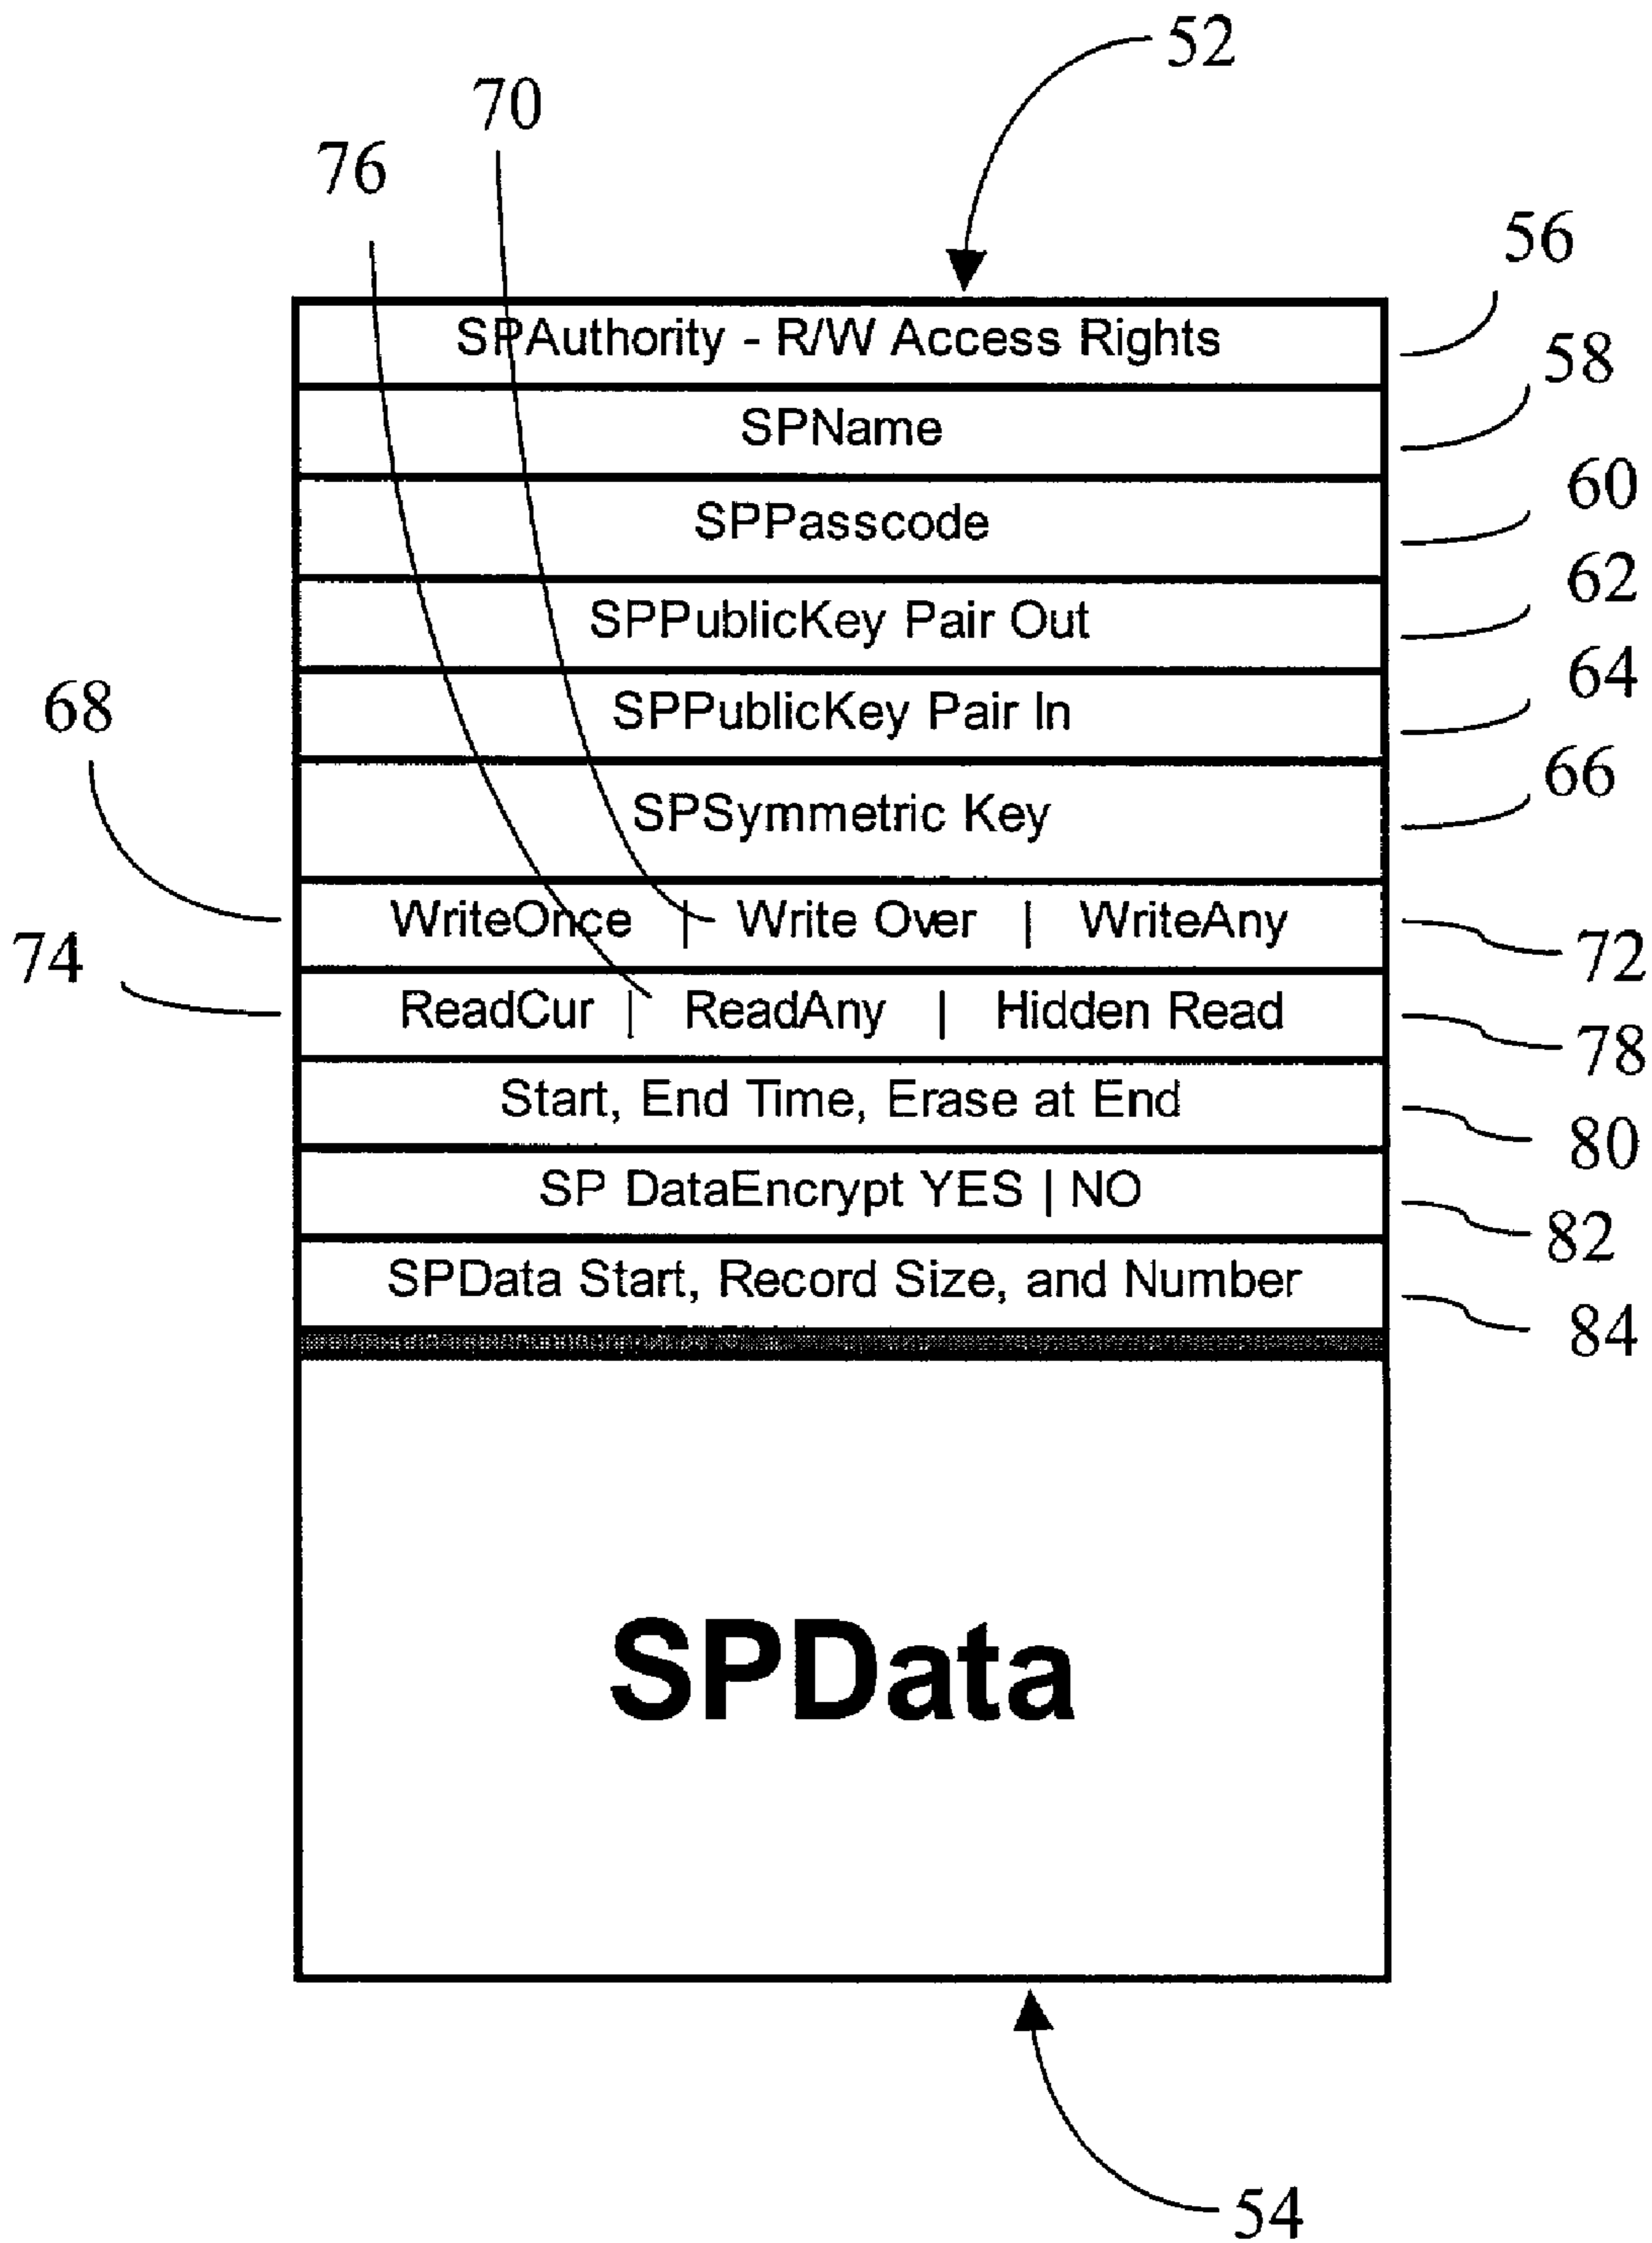 52
70
76
56
SPAuthority - R/W Access Rights
58
SPName
60
SPPasscode
62
SPPublicKey Pair Out
64
SPPublicKey Pair In
68
66
SPSymmetric Key
WriteOnce | Write Over | WriteAny
72
74
ReadCur | ReadAny | Hidden Read
78
Start, End Time, Erase at End
80
SP DataEncrypt YES | NO
82
SPData Start, Record Size, and Number
84
SPData
54